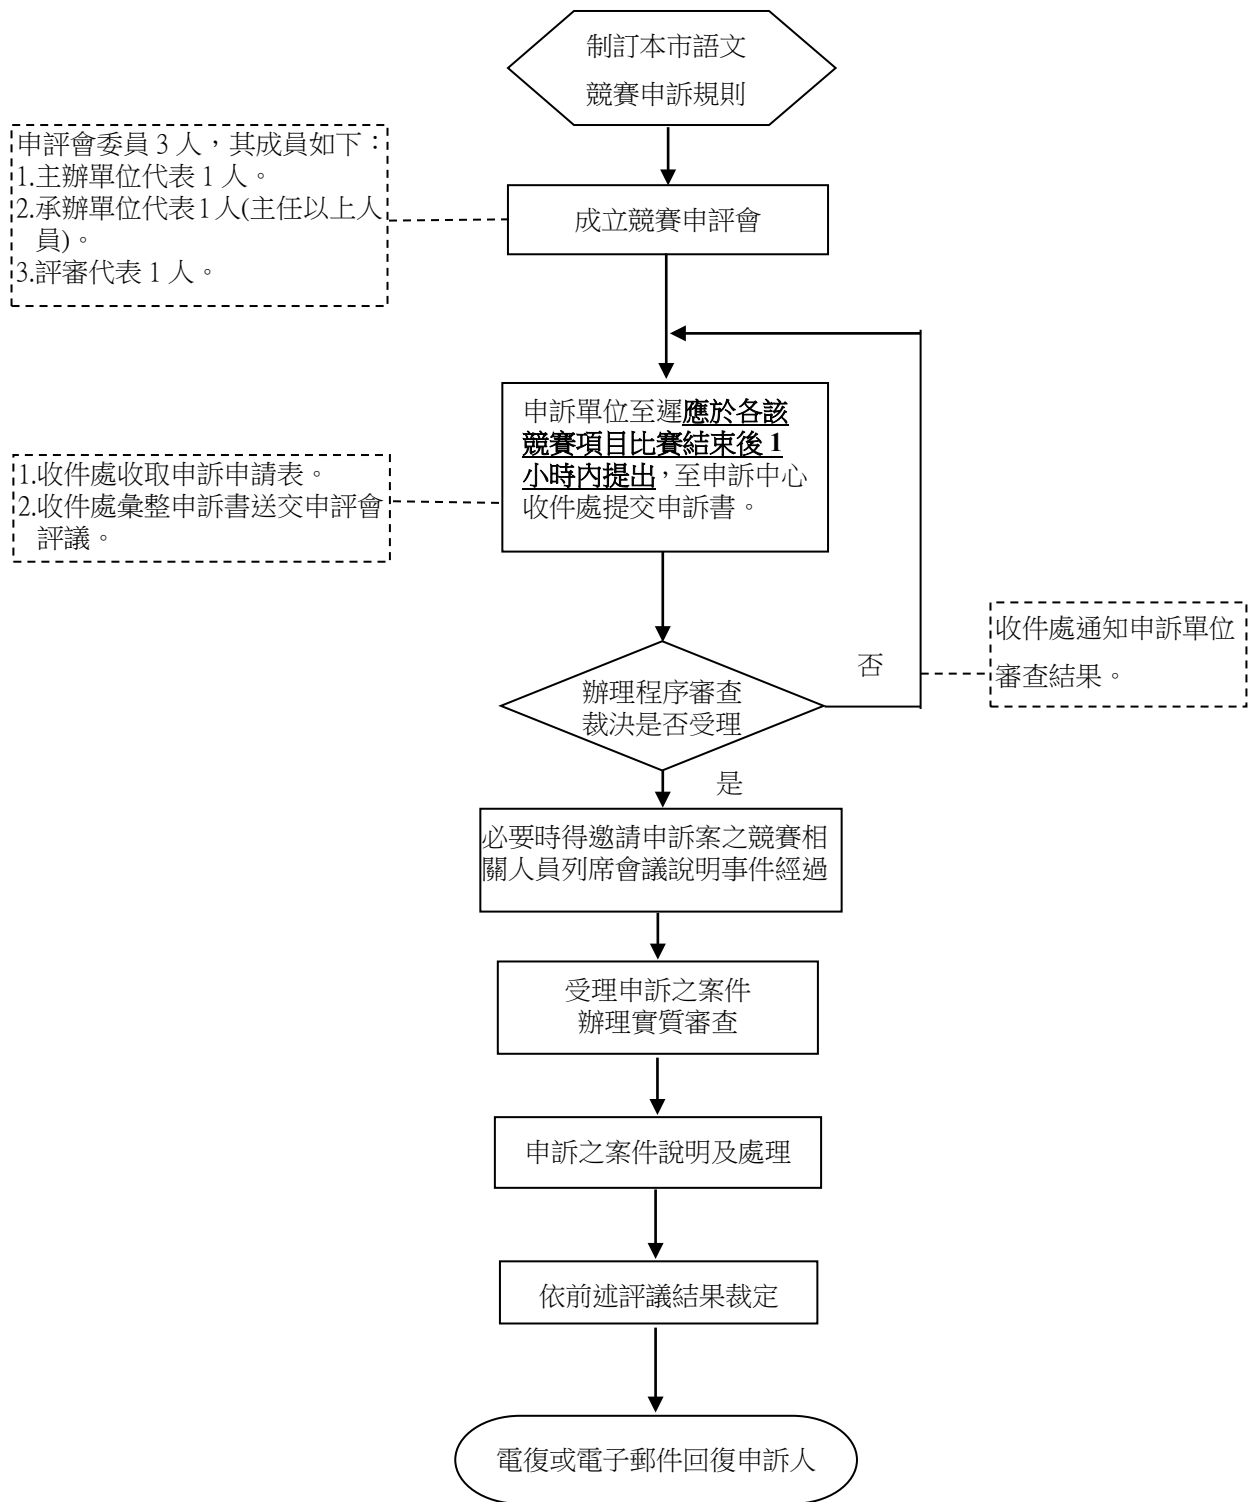 制訂本市語文
競賽申訴規則
申評會委員 3 人，其成員如下：
1.主辦單位代表 1 人。
2.承辦單位代表1人(主任以上人
員)。
3.評審代表 1 人。
成立競賽申評會
申訴單位至遲應於各該
競賽項目比賽結束後 1
小時內提出，至申訴中心
收件處提交申訴書。
1.收件處收取申訴申請表。
2.收件處彙整申訴書送交申評會
評議。
收件處通知申訴單位
審查結果。
否
辦理程序審查
裁決是否受理
是
必要時得邀請申訴案之競賽相
關人員列席會議說明事件經過
受理申訴之案件
辦理實質審查
申訴之案件說明及處理
依前述評議結果裁定
電復或電子郵件回復申訴人